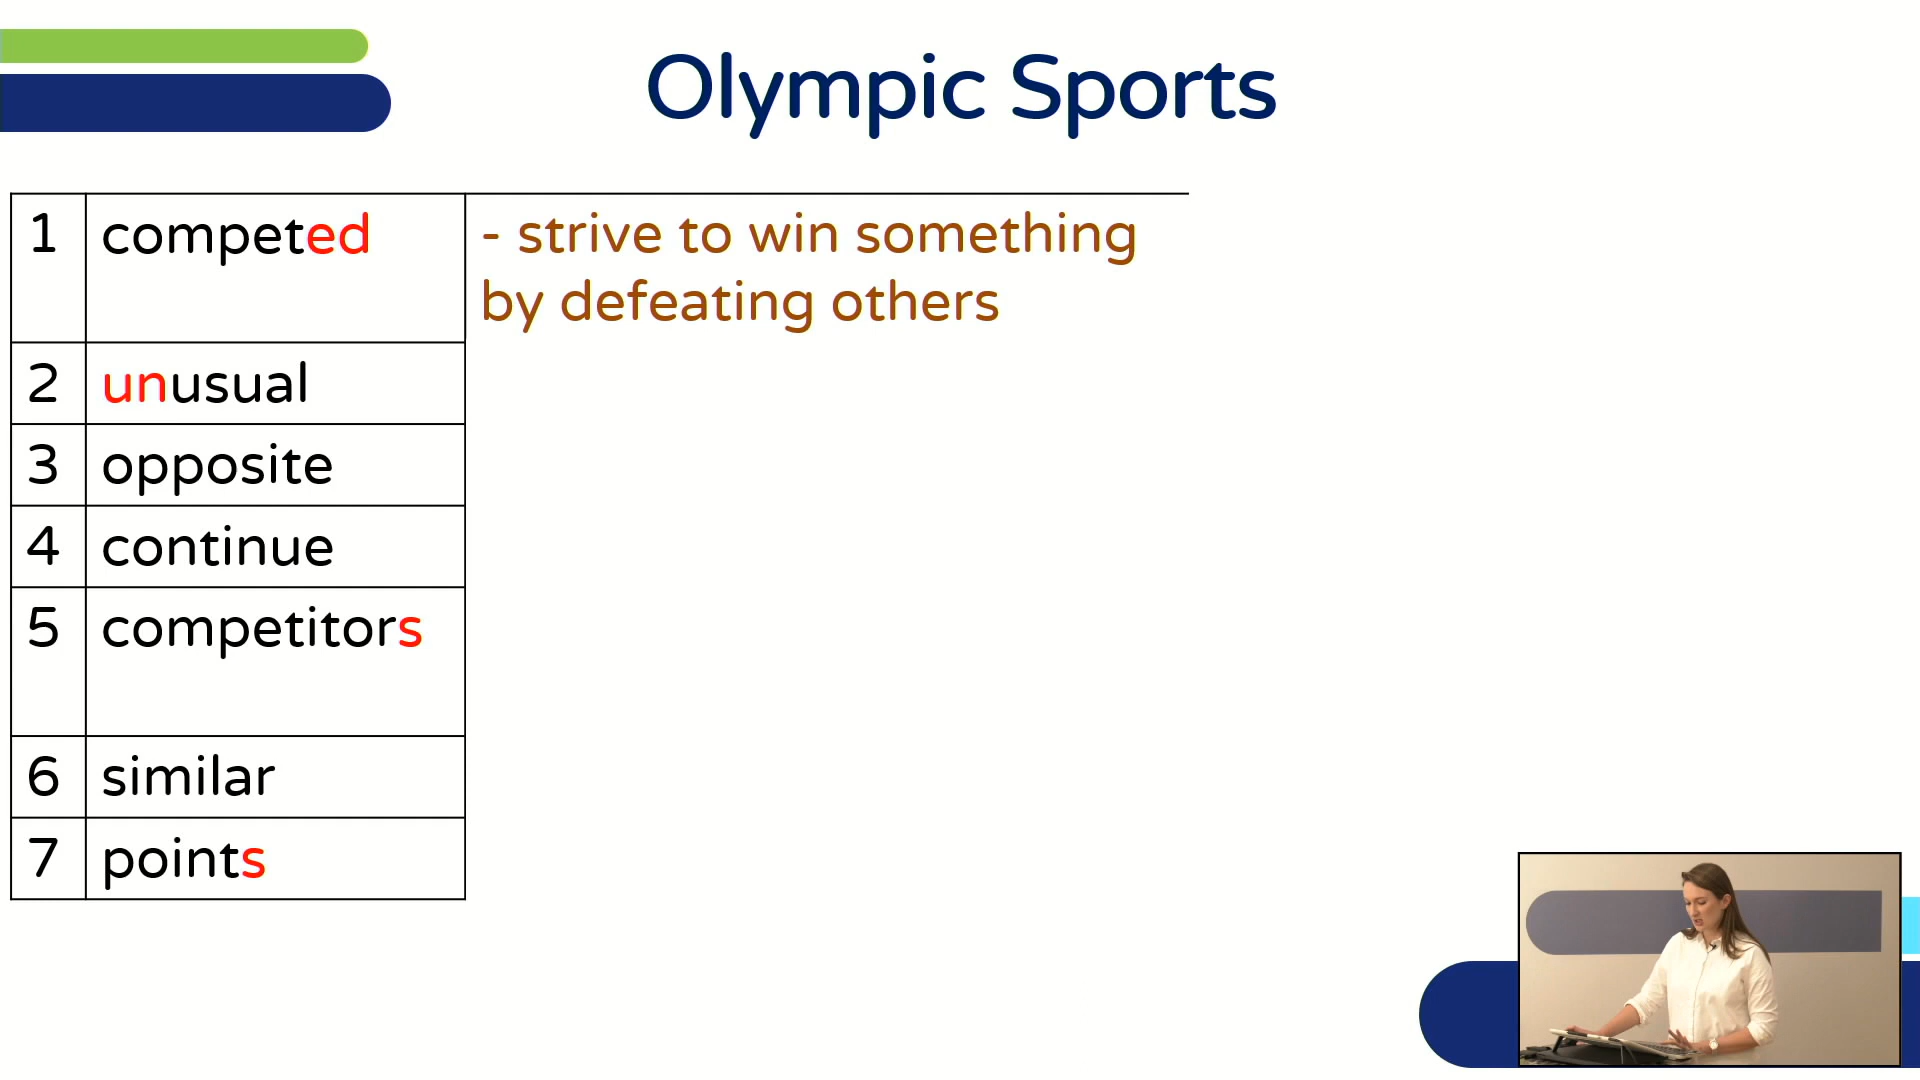 Olympic Sports
1 competed - strive to win something
by defeating others
2 unusual
3 opposite
4 continue
5 competitors
6 similar
7 points